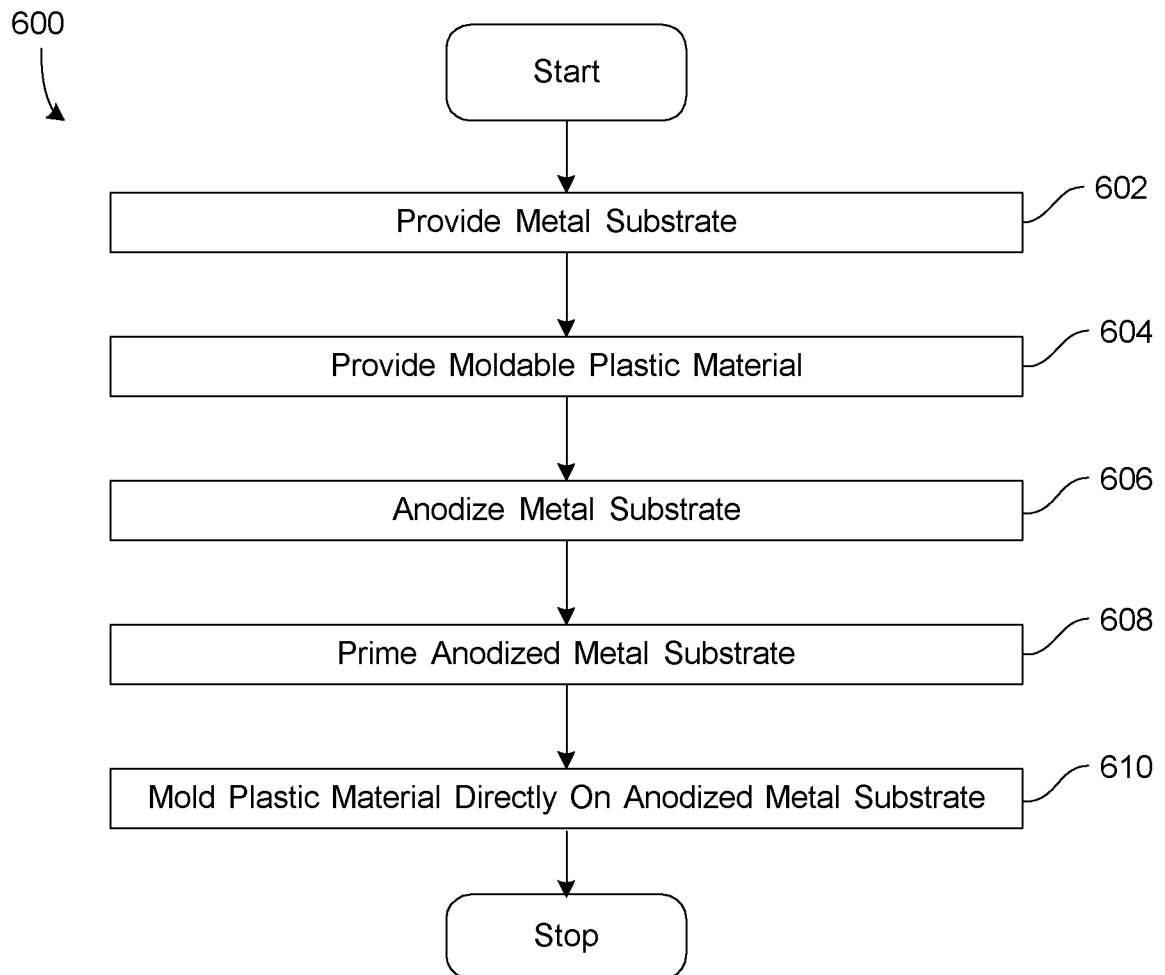 600
Start
602
Provide Metal Substrate
604
Provide Moldable Plastic Material
606
Anodize Metal Substrate
608
Prime Anodized Metal Substrate
610
Mold Plastic Material Directly On Anodized Metal Substrate
Stop